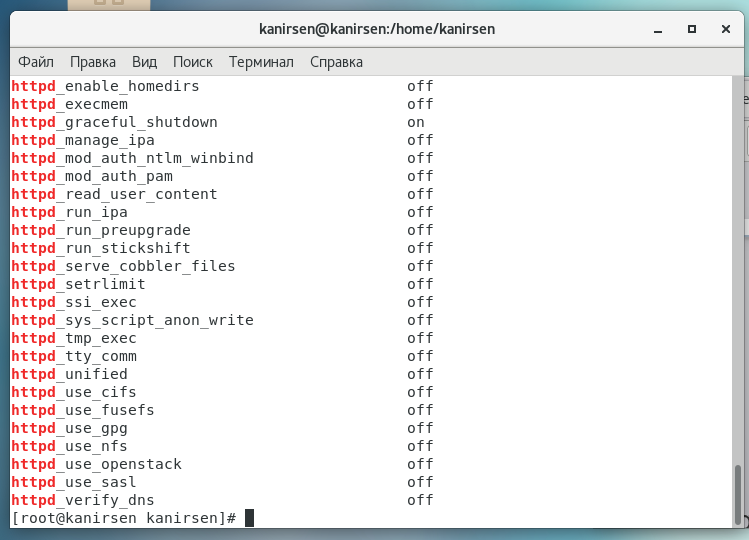 kanirsen@kanirsen:/home/kanirsen
Файл Правка Вид Поиск Терминал Справка
httpd_enable_homedirs off
httpd_execmem off
httpd_graceful_shutdown on
httpd_manage_ipa off
httpd_mod_auth_ntlm_winbind off
httpd_mod_auth_pam off
httpd_read_user_content off
httpd_run_ipa off
httpd_run_preupgrade off
httpd_run_stickshift off
httpd_serve_cobbler_files off
httpd_setrlimit off
httpd_ssi_exec off
httpd_sys_script_anon_write off
httpd_tmp_exec off
httpd_tty_comm off
httpd_unified off
httpd_use_cifs off
httpd_use_fusefs off
httpd_use_gpg off
httpd_use_nfs off
httpd_use_openstack off
httpd_use_sasl off
httpd_verify_dns off
[root@kanirsen kanirsen]#